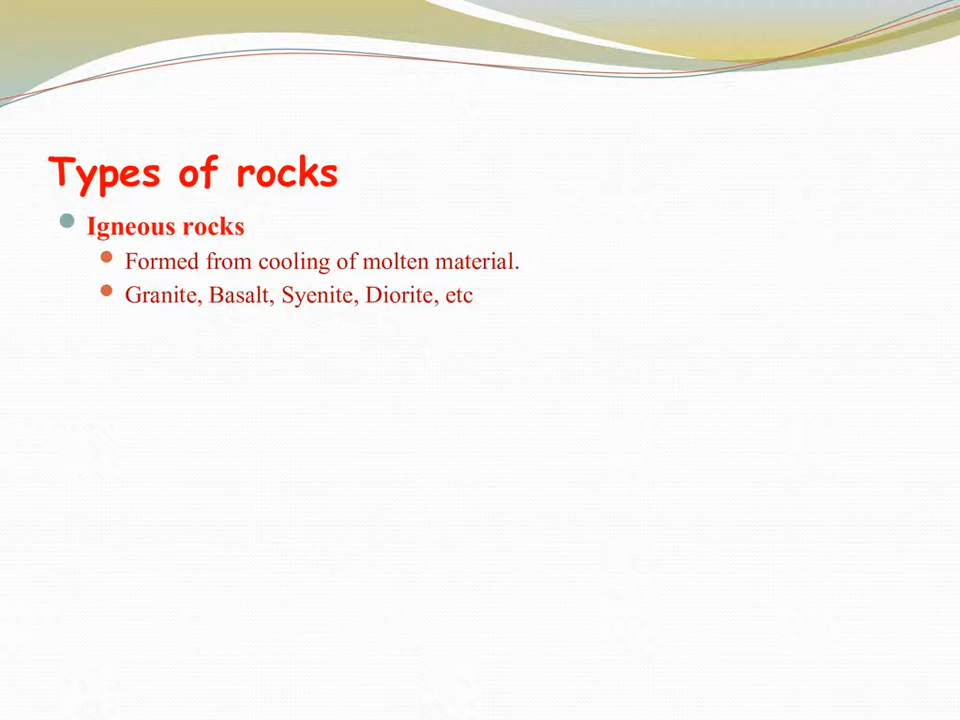 Types of rocks
Igneous rocks
Formed from cooling of molten material.
Granite, Basalt, Syenite, Diorite, etc